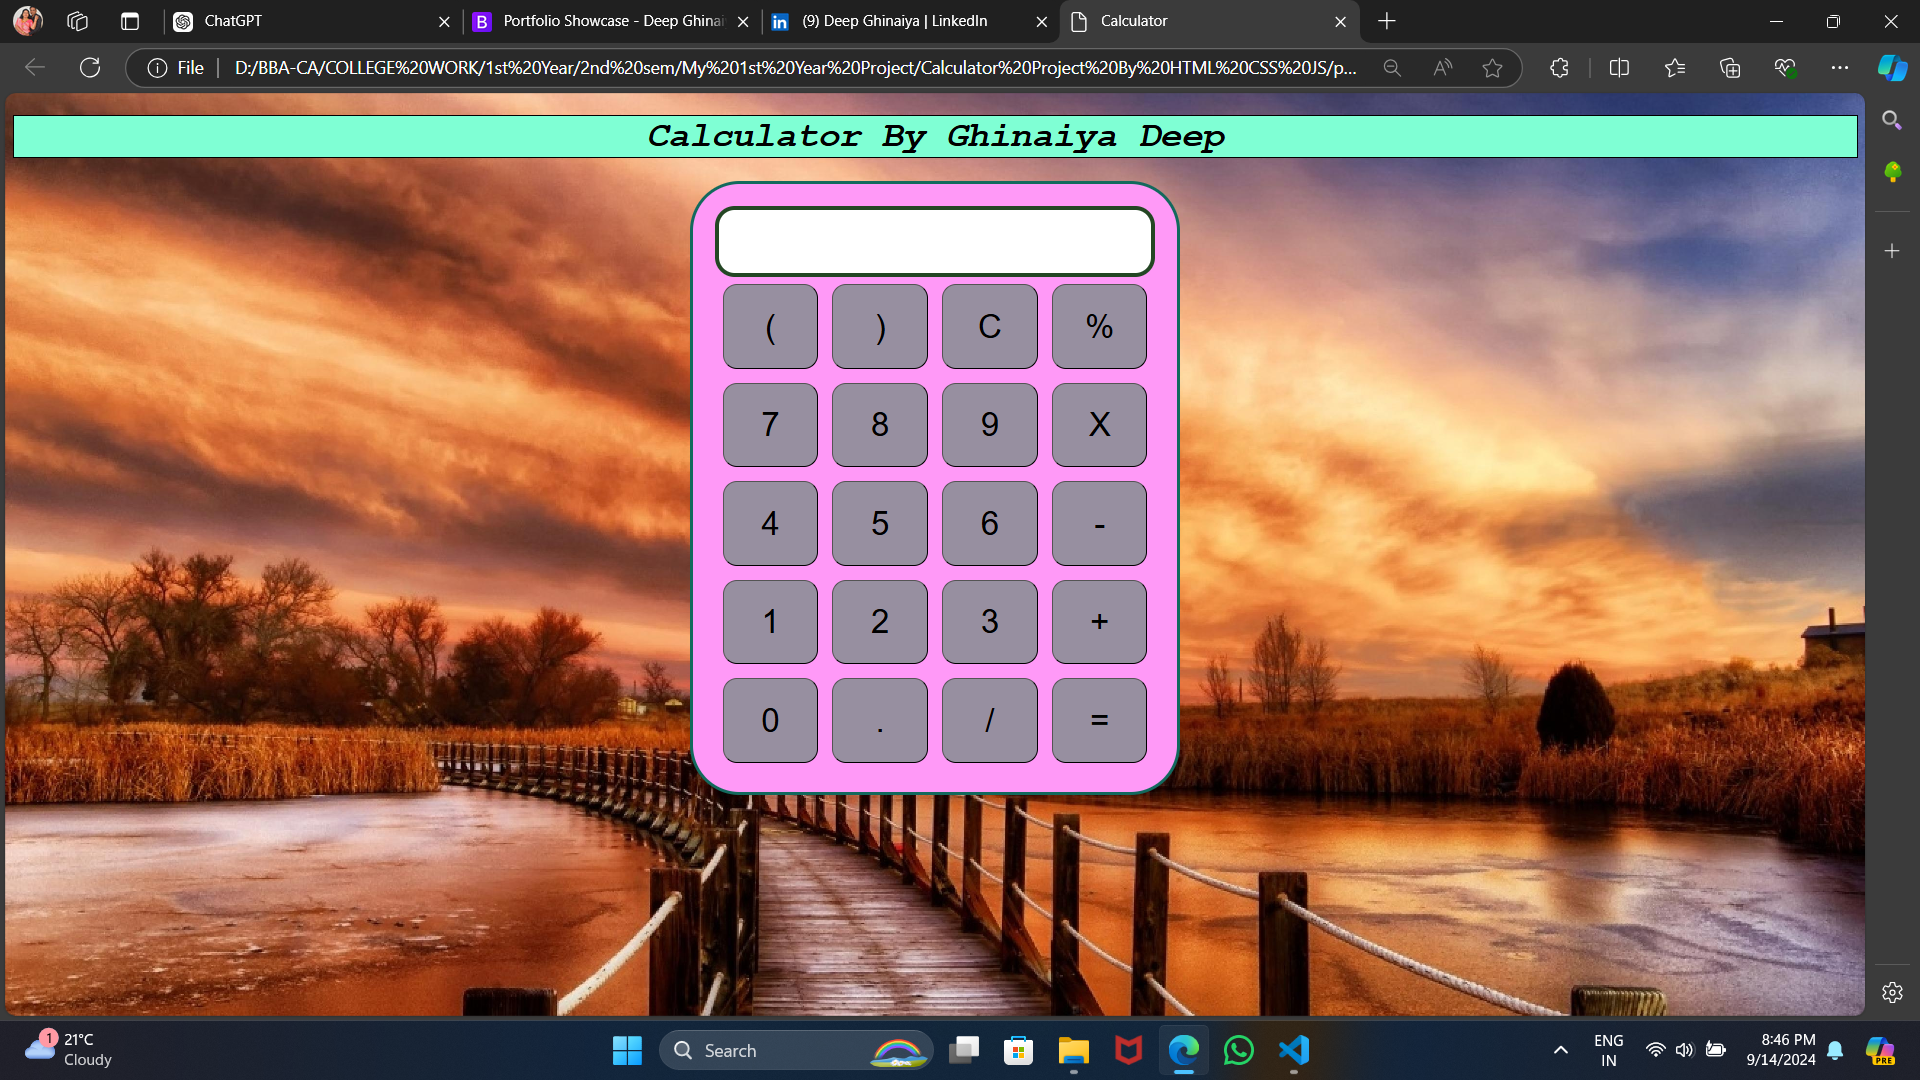 ChatGPT
Portfolio Showcase - Deep Ghinai
(9) Deep Ghinaiya | LinkedIn
Calculator
File
D:/BBA-CA/COLLEGE%20WORK/1st%20Year/2nd%20sem/My%201st%20Year%20Project/Calculator%20Project%20By%20HTML%20CSS%20JS/p...
Calculator By Ghinaiya Deep
( ) C %
7 8 9 X
4 5 6 -
1 2 3 +
0 . / =
1
21°C
Cloudy
Search
ENG
IN
8:46 PM
9/14/2024
PRE